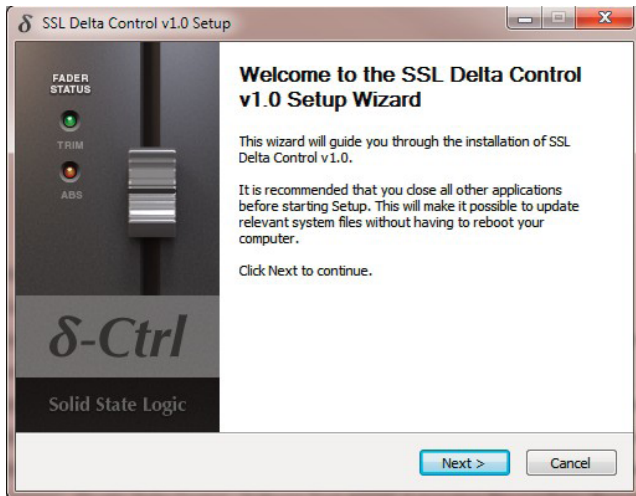 δ SSL Delta Control v1.0 Setup
FADER
STATUS
TRIM
ABS
δ-Ctrl
Solid State Logic
Welcome to the SSL Delta Control
v1.0 Setup Wizard
This wizard will guide you through the installation of SSL
Delta Control v1.0.
It is recommended that you close all other applications
before starting Setup. This will make it possible to update
relevant system files without having to reboot your
computer.
Click Next to continue.
Next >
Cancel